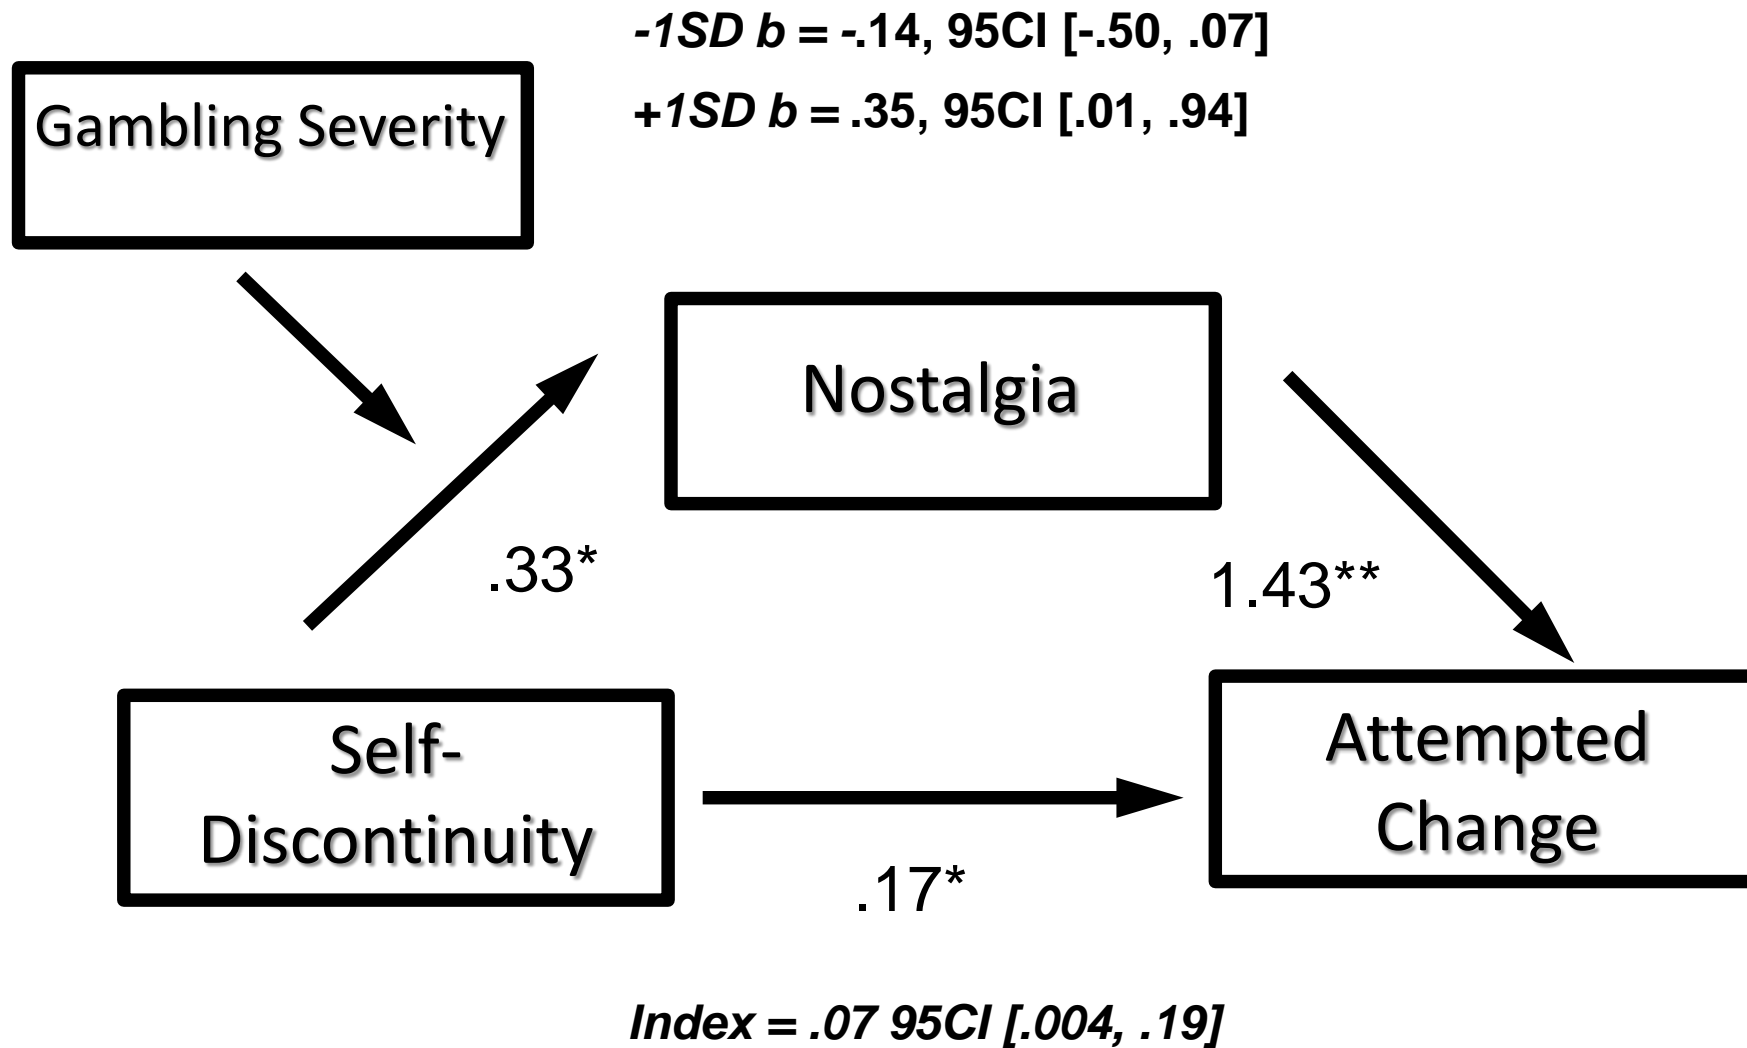 -1SD b = -.14, 95CI [-.50, .07]
+1SD b = .35, 95CI [.01, .94]
Gambling Severity
Nostalgia
.33*
1.43**
Self-
Discontinuity
Attempted
Change
.17*
Index = .07 95CI [.004, .19]